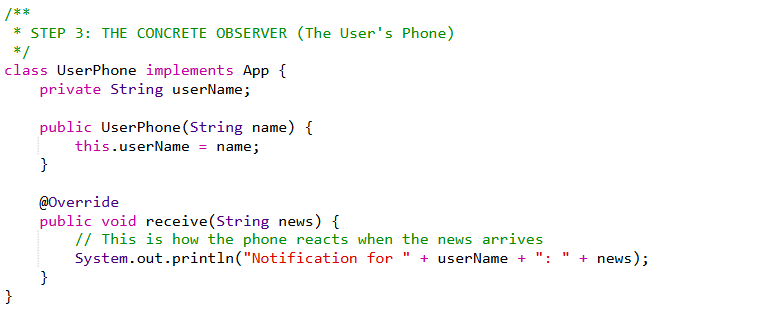 /**
 * STEP 3: THE CONCRETE OBSERVER (The User's Phone)
 */
class UserPhone implements App {
    private String userName;

    public UserPhone(String name) {
        this.userName = name;
    }

    @Override
    public void receive(String news) {
        // This is how the phone reacts when the news arrives
        System.out.println("Notification for " + userName + ": " + news);
    }
}